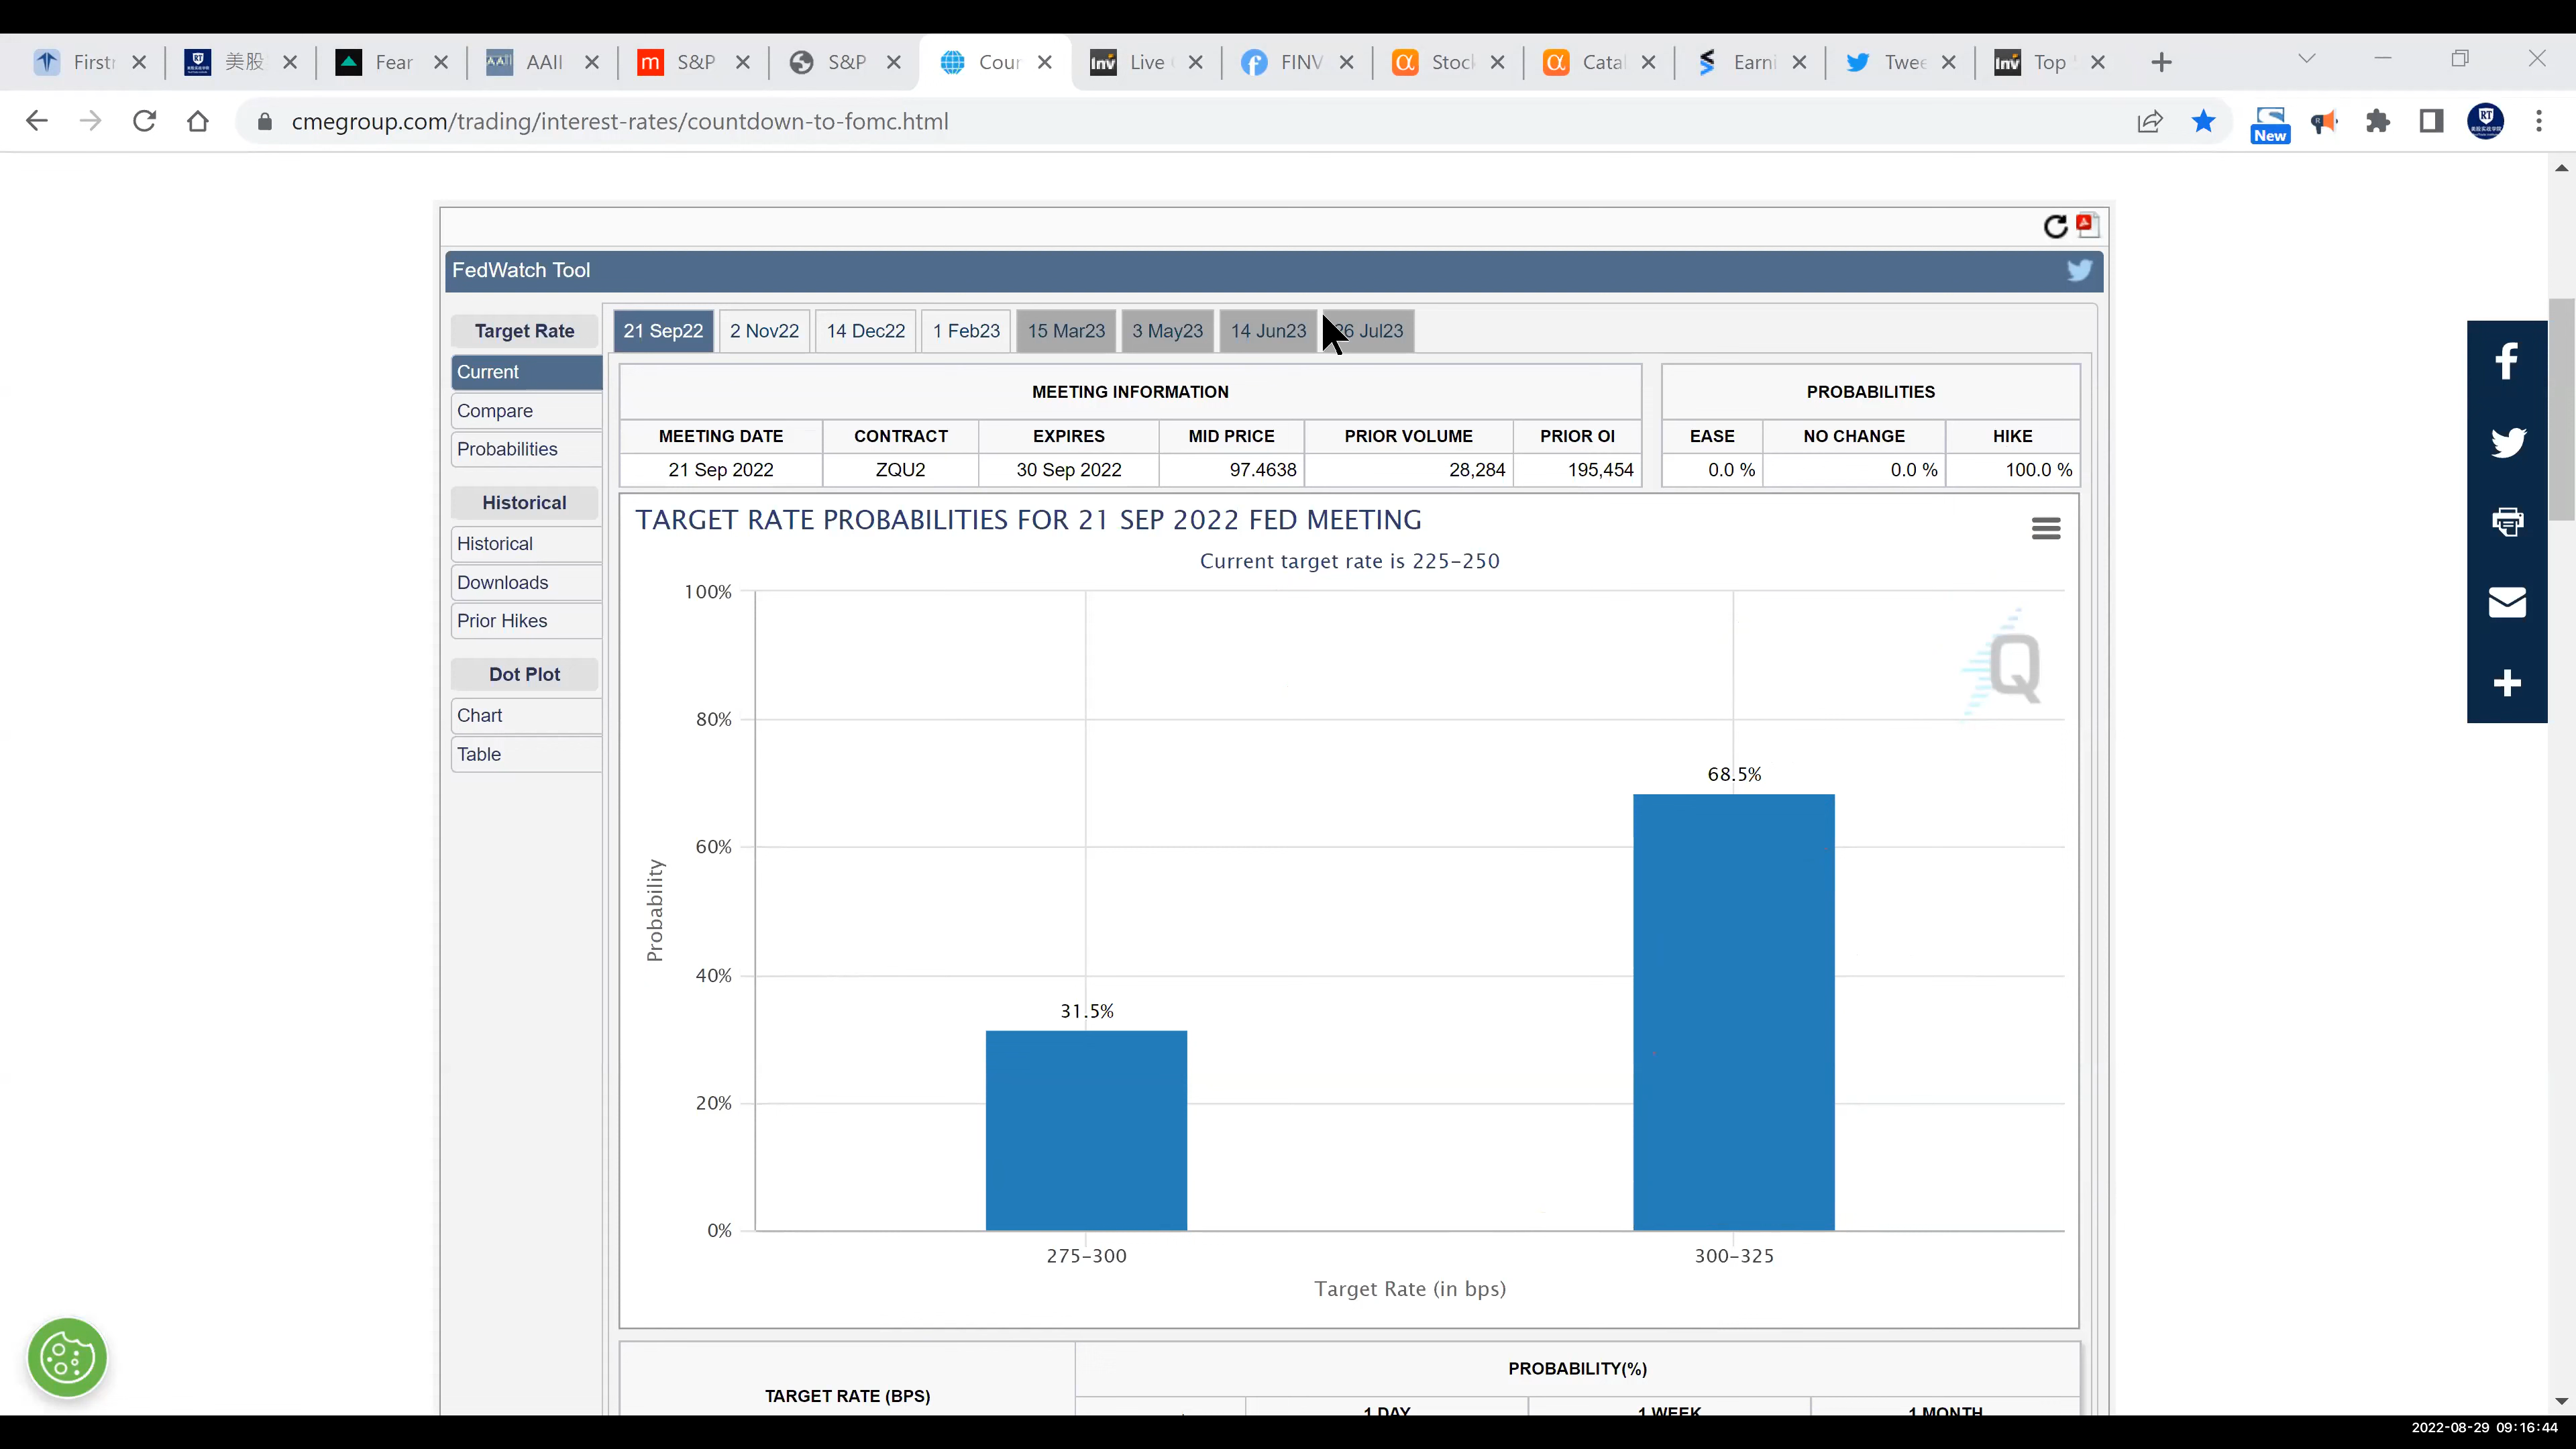 Firstr 美股 Fear AAII S&P S&P Cour Live FINV Stock Catal Earni Twee Top
cmegroup.com/trading/interest-rates/countdown-to-fomc.html
New
FedWatch Tool
Target Rate
Current
Compare
Probabilities
Historical
Historical
Downloads
Prior Hikes
Dot Plot
Chart
Table
21 Sep22 2 Nov22 14 Dec22 1 Feb23 15 Mar23 3 May23 14 Jun23 26 Jul23
MEETING INFORMATION
MEETING DATE CONTRACT EXPIRES MID PRICE PRIOR VOLUME PRIOR OI
21 Sep 2022 ZQU2 30 Sep 2022 97.4638 28,284 195,454
PROBABILITIES
EASE NO CHANGE HIKE
0.0 % 0.0 % 100.0 %
TARGET RATE PROBABILITIES FOR 21 SEP 2022 FED MEETING
Current target rate is 225-250
100%
80%
60%
40%
20%
0%
Probability
31.5%
68.5%
275-300 300-325
Target Rate (in bps)
Q
TARGET RATE (BPS)
PROBABILITY(%)
1 DAY 1 WEEK 1 MONTH
2022-08-29 09:16:44